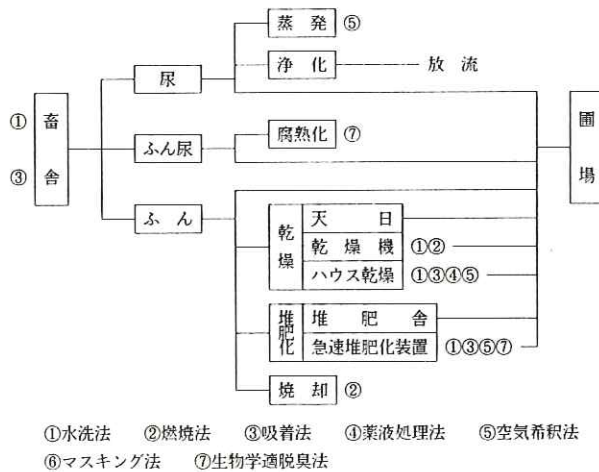 蒸発 ⑤
尿 浄化 放流
① 畜舎 ③
ふん尿 腐熟化 ⑦
圃場
ふん
乾燥 天日
乾燥機 ①②
ハウス乾燥 ①③④⑤
堆肥化 堆肥舎
急速堆肥化装置 ①③⑤⑦
焼却 ②
①水洗法 ②燃焼法 ③吸着法 ④薬液処理法 ⑤空気希釈法
⑥マスキング法 ⑦生物学適脱臭法